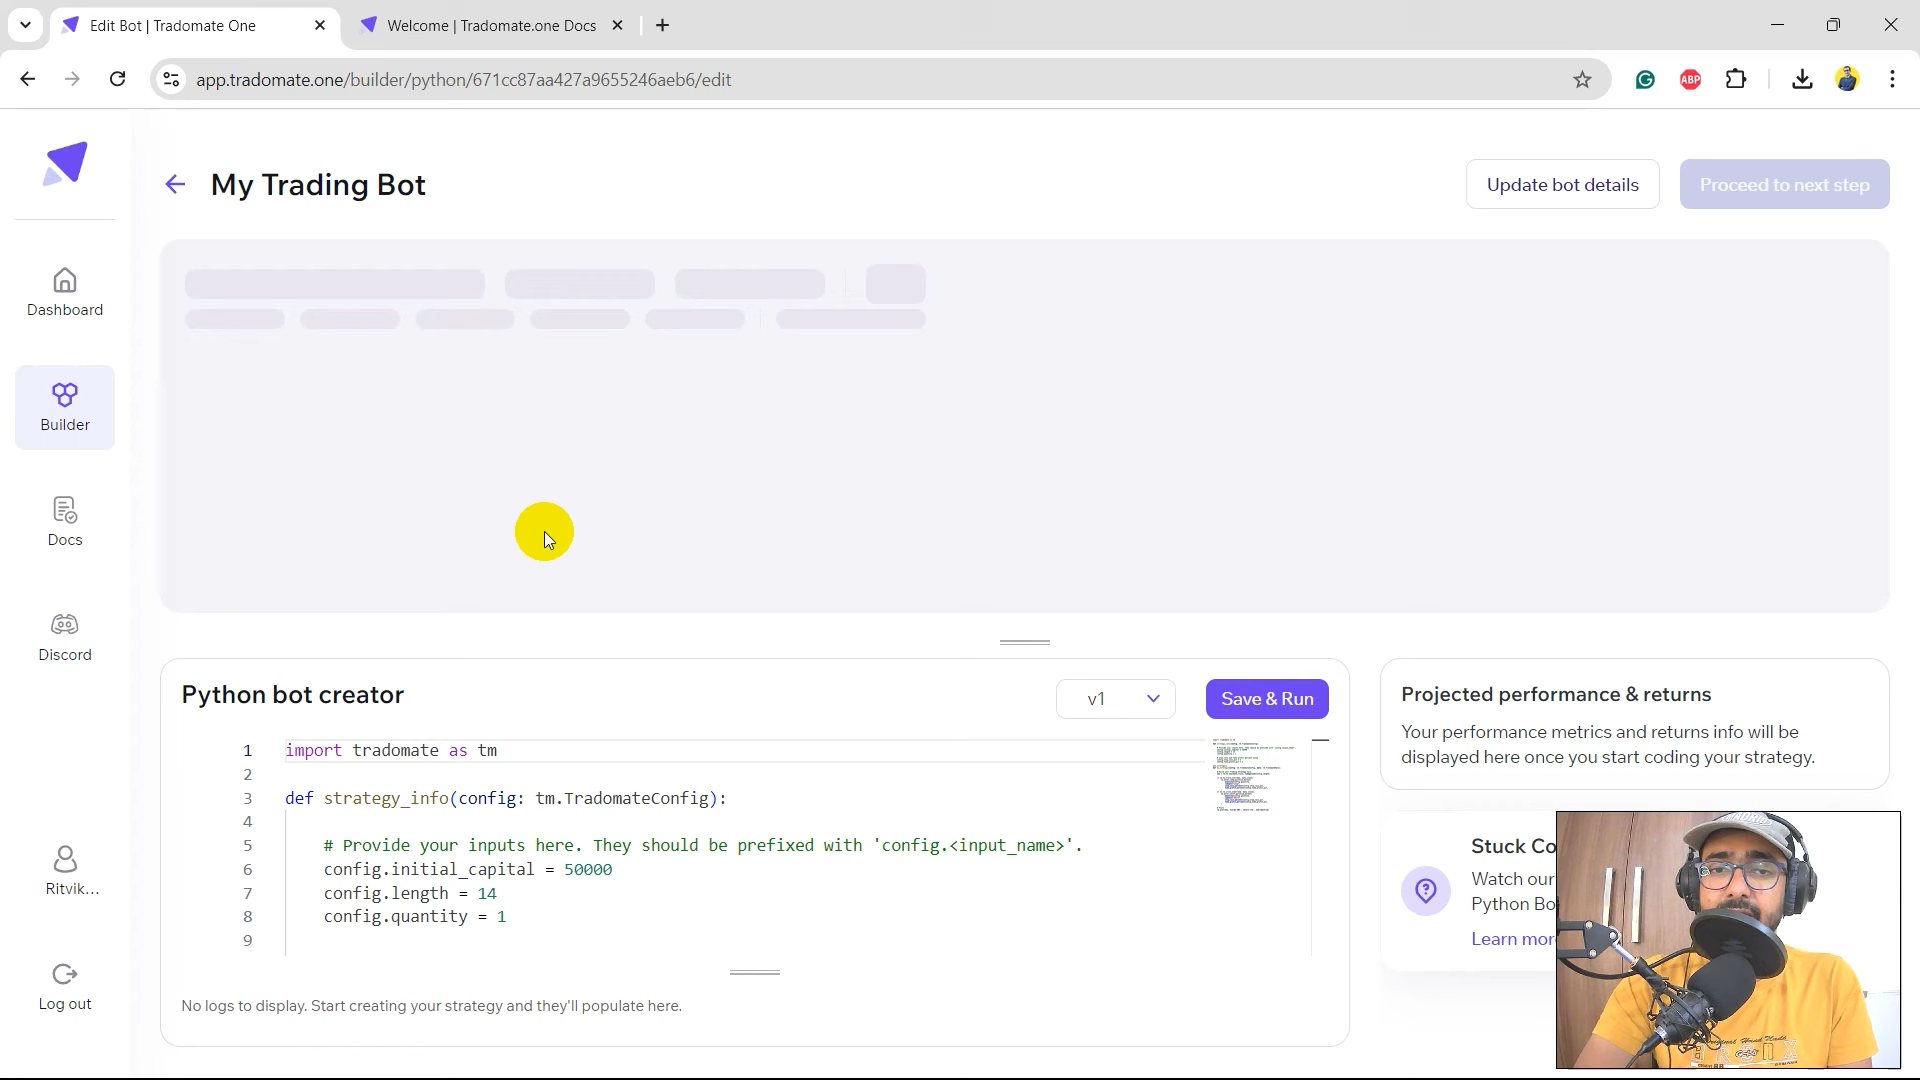 Edit Bot | Tradomate One
Welcome | Tradomate.one Docs
app.tradomate.one/builder/python/671cc87aa427a9655246aeb6/edit
ABP
My Trading Bot
Update bot details
Proceed to next step
Dashboard
Builder
Docs
Discord
Ritvik...
Log out
Python bot creator
v1
Save & Run
1 import tradomate as tm
2
3 def strategy_info(config: tm.TradomateConfig):
4
5 # Provide your inputs here. They should be prefixed with 'config.<input_name>'.
6 config.initial_capital = 50000
7 config.length = 14
8 config.quantity = 1
9
No logs to display. Start creating your strategy and they'll populate here.
Projected performance & returns
Your performance metrics and returns info will be
displayed here once you start coding your strategy.
Stuck Co
Watch our
Python Bo
Learn mor